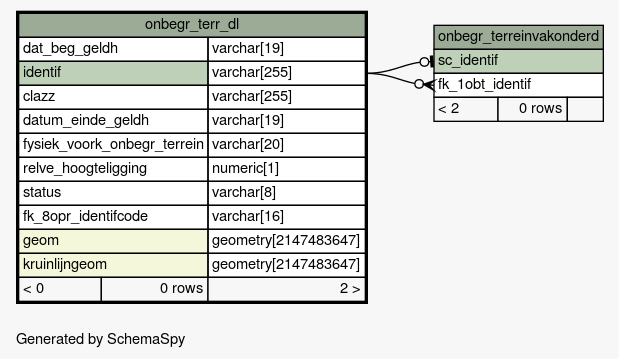 onbegr_terr_dl
dat_beg_geldh varchar[19]
identif varchar[255]
clazz varchar[255]
datum_einde_geldh varchar[19]
fysiek_voork_onbegr_terrein varchar[20]
relve_hoogteligging numeric[1]
status varchar[8]
fk_8opr_identifcode varchar[16]
geom geometry[2147483647]
kruinlijngeom geometry[2147483647]
< 0 0 rows 2 >
onbegr_terreinvakonderd
sc_identif
fk_1obt_identif
< 2 0 rows
Generated by SchemaSpy